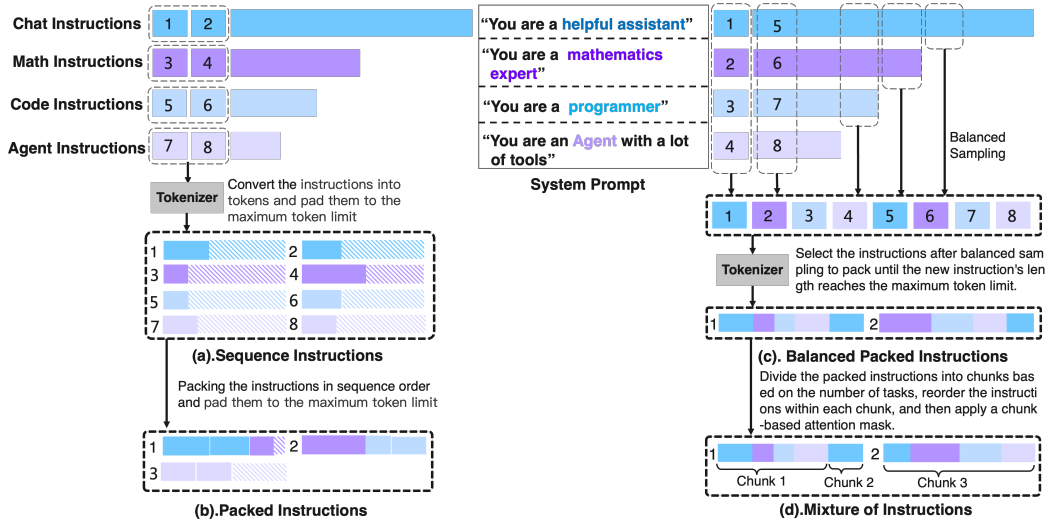 Chat Instructions
1 2
Math Instructions
3 4
Code Instructions
5 6
Agent Instructions
7 8
Tokenizer
Convert the instructions into
tokens and pad them to the
maximum token limit
1 2
3 4
5 6
7 8
(a).Sequence Instructions
Packing the instructions in sequence order
and pad them to the maximum token limit
1 2
3
(b).Packed Instructions
“You are a helpful assistant”
“You are a mathematics
expert”
“You are a programmer”
“You are an Agent with a lot
of tools”
System Prompt
1 5
2 6
3 7
4 8
Balanced
Sampling
1 2 3 4 5 6 7 8
Tokenizer
Select the instructions after balanced sam
pling to pack until the new instruction's len
gth reaches the maximum token limit.
1 2
(c). Balanced Packed Instructions
Divide the packed instructions into chunks bas
ed on the number of tasks, reorder the instructi
ons within each chunk, and then apply a chunk
-based attention mask.
1 2
Chunk 1 Chunk 2 Chunk 3
(d).Mixture of Instructions